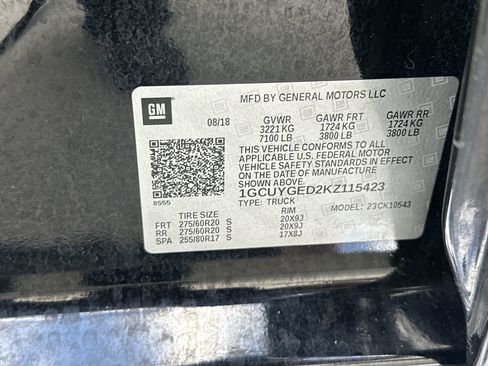 GM
MFD BY GENERAL MOTORS LLC
08/18 GVWR GAWR FRT GAWR RR
3221 KG 1724 KG 1724 KG
7100 LB 3800 LB 3800 LB
THIS VEHICLE CONFORMS TO ALL
APPLICABLE U.S. FEDERAL MOTOR
VEHICLE SAFETY STANDARDS IN EFFECT
ON THE DATE OF MANUFACTURE
SHOWN ABOVE.
1GCUYGED2KZ115423
8555
TYPE: TRUCK MODEL: 23CK10543
TIRE SIZE RIM
FRT 275/60R20 S 20X9J
RR 275/60R20 S 20X9J
SPA 255/80R17 S 17X8J